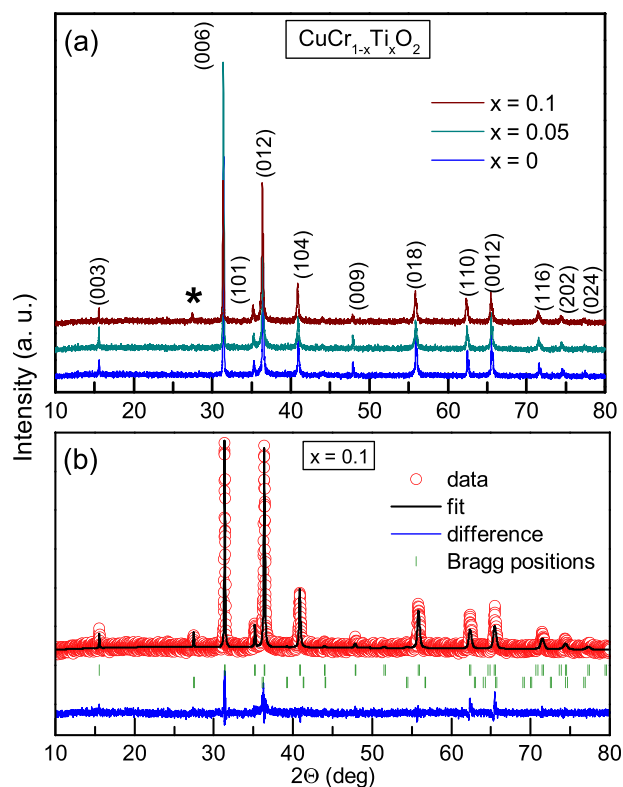 (a)
CuCr1-xTixO2
(006)
x = 0.1
x = 0.05
x = 0
(012)
(003)
*
(101)
(104)
(009)
(018)
(110)
(0012)
(116)
(202)
(024)
10 20 30 40 50 60 70 80
Intensity (a. u.)
(b)
x = 0.1
data
fit
difference
Bragg positions
10 20 30 40 50 60 70 80
2Θ (deg)